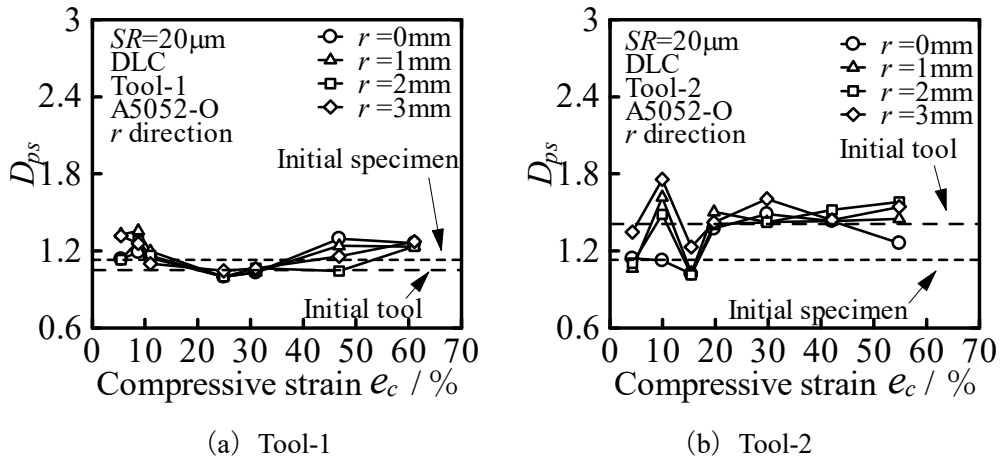 3
2.4
1.8
1.2
0.6
D_ps
SR=20μm
DLC
Tool-1
A5052-O
r direction
r =0mm
r =1mm
r =2mm
r =3mm
Initial specimen
Initial tool
0 10 20 30 40 50 60 70
Compressive strain e_c / %
(a) Tool-1
3
2.4
1.8
1.2
0.6
D_ps
SR=20μm
DLC
Tool-2
A5052-O
r direction
r =0mm
r =1mm
r =2mm
r =3mm
Initial tool
Initial specimen
0 10 20 30 40 50 60 70
Compressive strain e_c / %
(b) Tool-2